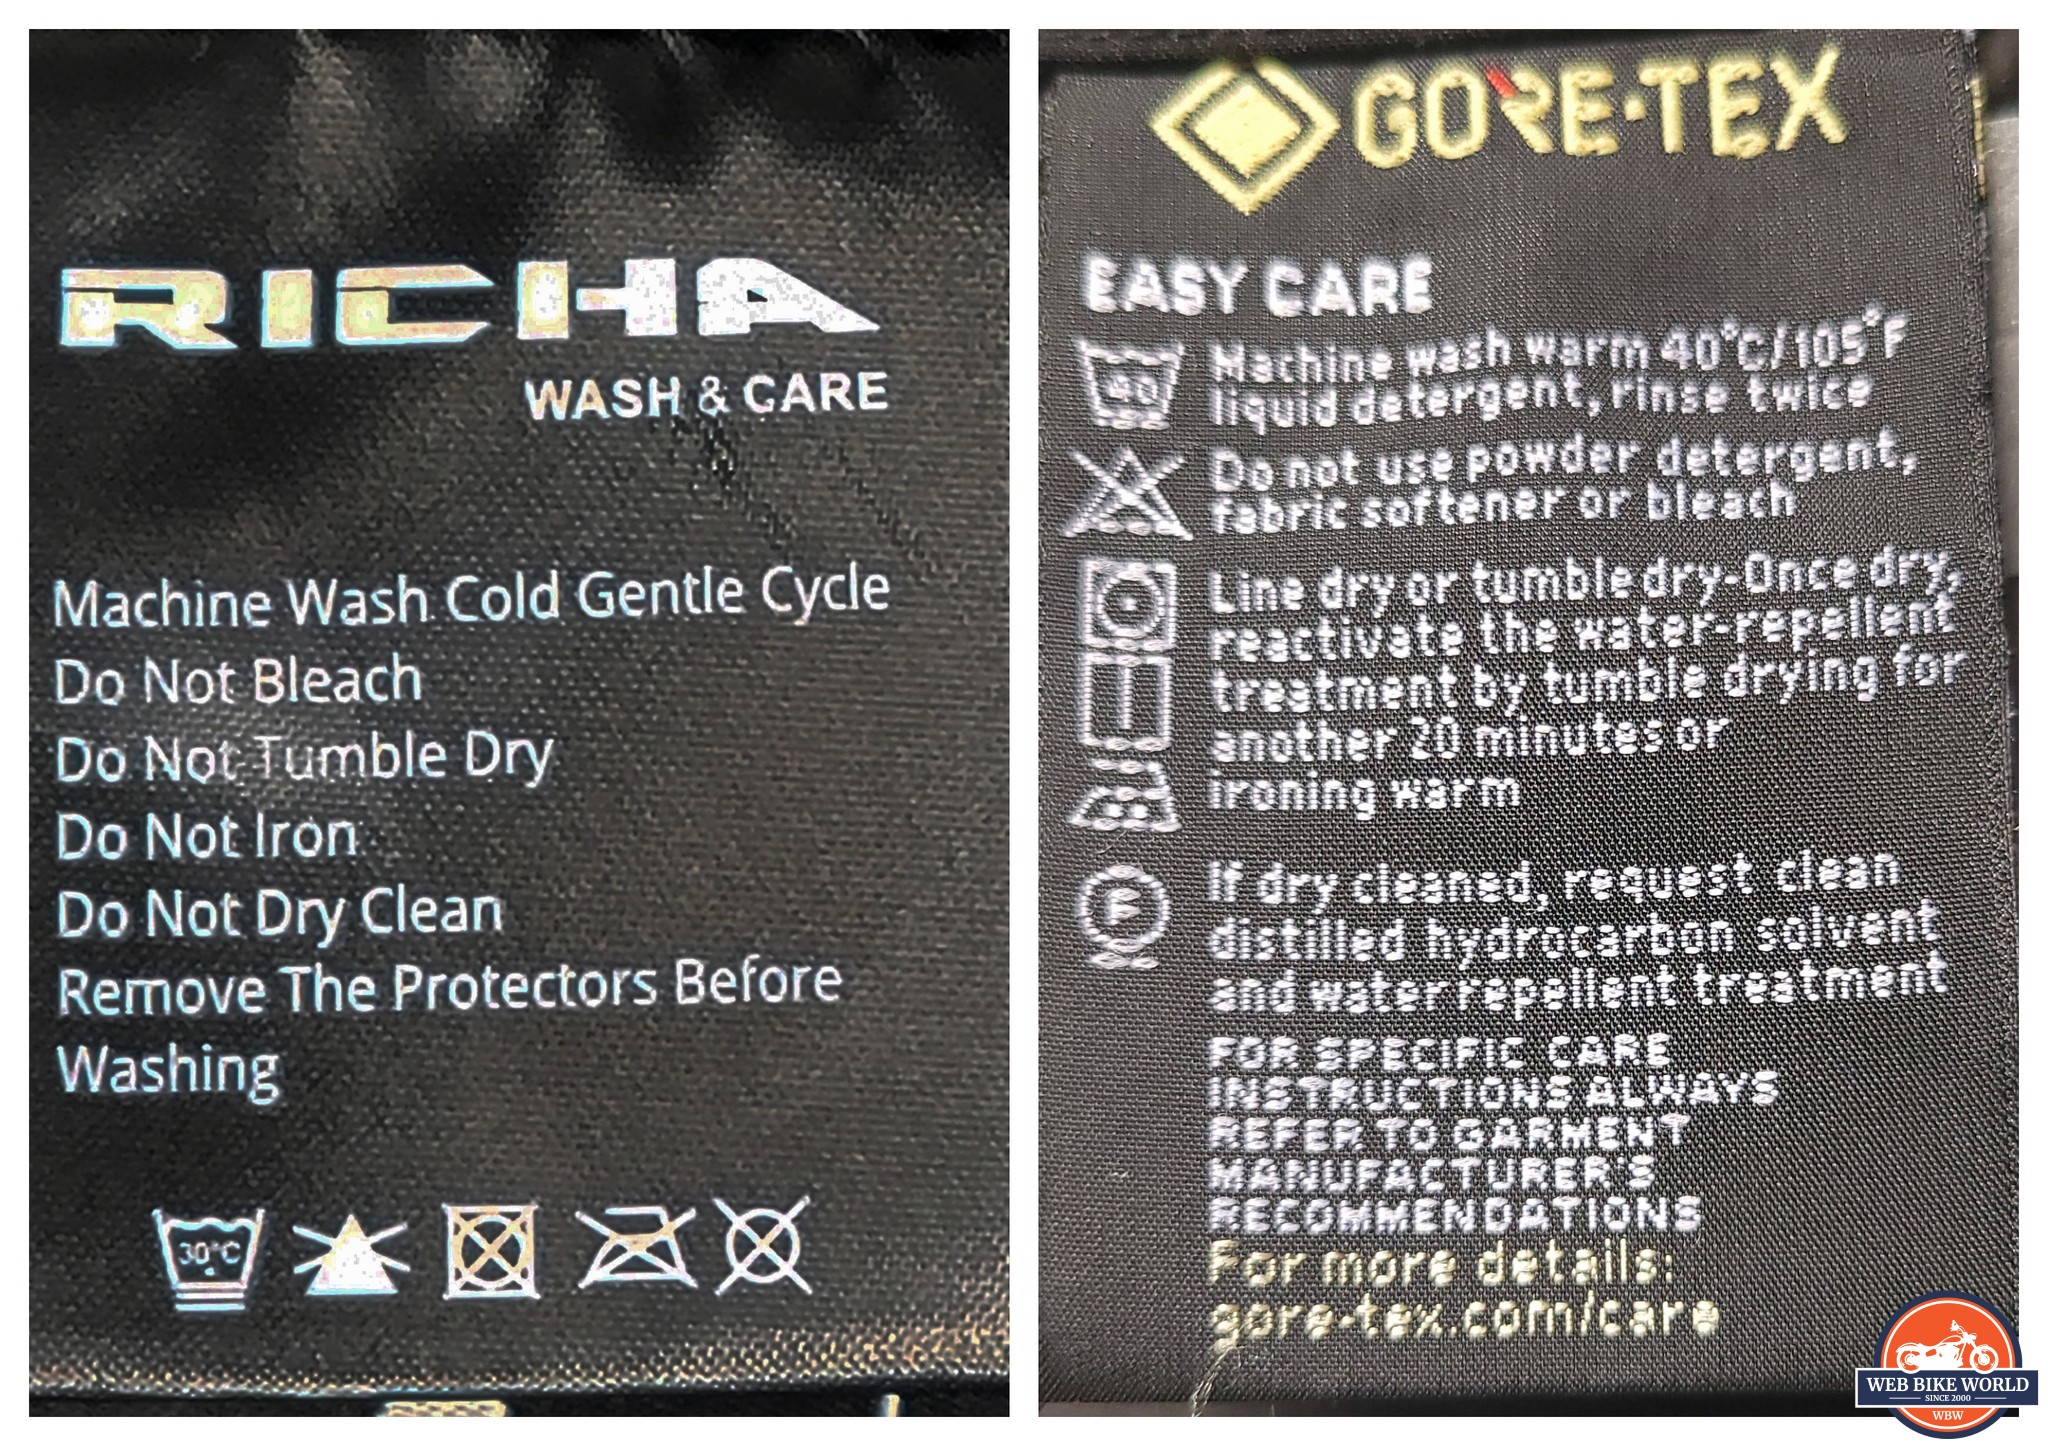 RICHA
WASH & CARE
Machine Wash Cold Gentle Cycle
Do Not Bleach
Do Not Tumble Dry
Do Not Iron
Do Not Dry Clean
Remove The Protectors Before
Washing
30°C
GORE-TEX
EASY CARE
40
Machine wash warm 40°C/105°F
liquid detergent, rinse twice
Do not use powder detergent,
fabric softener or bleach
Line dry or tumble dry-Once dry,
reactivate the water-repellent
treatment by tumble drying for
another 20 minutes or
ironing warm
F
If dry cleaned, request clean
distilled hydrocarbon solvent
and water repellent treatment
FOR SPECIFIC CARE
INSTRUCTIONS ALWAYS
REFER TO GARMENT
MANUFACTURER'S
RECOMMENDATIONS
For more details:
gore-tex.com/care
WEB BIKE WORLD
SINCE 2000
WBW